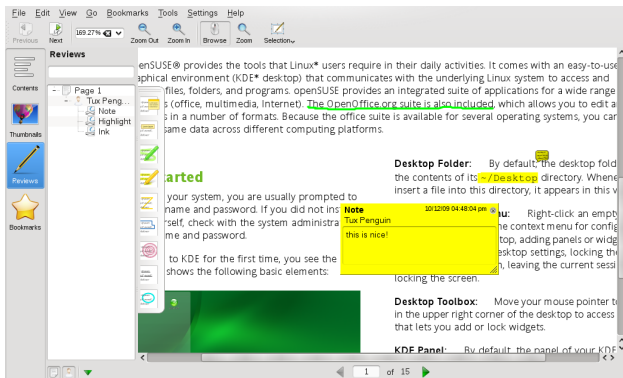 File Edit View Go Bookmarks Tools Settings Help
169.27%
Previous Next Zoom Out Zoom In Browse Zoom Selection
Reviews
Contents
Thumbnails
Reviews
Bookmarks
Page 1
Tux Peng...
Note
Highlight
Ink
enSUSE® provides the tools that Linux* users require in their daily activities. It comes with an easy-to-use
aphical environment (KDE* desktop) that communicates with the underlying Linux system to access and
files, folders, and programs. openSUSE provides an integrated suite of applications for a wide range
s (office, multimedia, Internet). The OpenOffice.org suite is also included, which allows you to edit a
s in a number of formats. Because the office suite is available for several operating systems, you car
same data across different computing platforms.
arted
your system, you are usually prompted to
name and password. If you did not ins
rself, check with the system administra
me and password.
to KDE for the first time, you see the
shows the following basic elements:
Desktop Folder: By default, the desktop fold
the contents of its ~/Desktop directory. Whene
insert a file into this directory, it appears in this v
nu: Right-click an empty
ne context menu for config
top, adding panels or widg
esktop settings, locking the
n, leaving the current sessi
locking the screen.
Note 10/12/09 04:48:04 pm
Tux Penguin
this is nice!
Desktop Toolbox: Move your mouse pointer to
in the upper right corner of the desktop to access
that lets you add or lock widgets.
KDE Panel: By default, the panel of your KDE
1 of 15